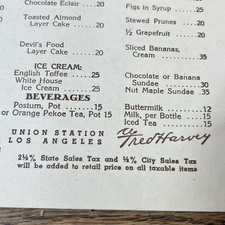 Chocolate Eclair .20
Toasted Almond
Layer Cake .20
Devil's Food
Layer Cake .20
ICE CREAM:
English Toffee .25
White House
Ice Cream .25
BEVERAGES
Postum, Pot .15
or Orange Pekoe Tea, Pot 15
Figs in Syrup .25
Stewed Prunes .20
½ Grapefruit .20
Sliced Bananas,
Cream .35
Chocolate or Banana
Sundae .30
Nut Maple Sundae .35
Buttermilk .12
Milk, per Bottle .15
Iced Tea .15
UNION STATION
LOS ANGELES
Fred Harvey
2½% State Sales Tax and ½% City Sales Tax
will be added to retail price on all taxable items